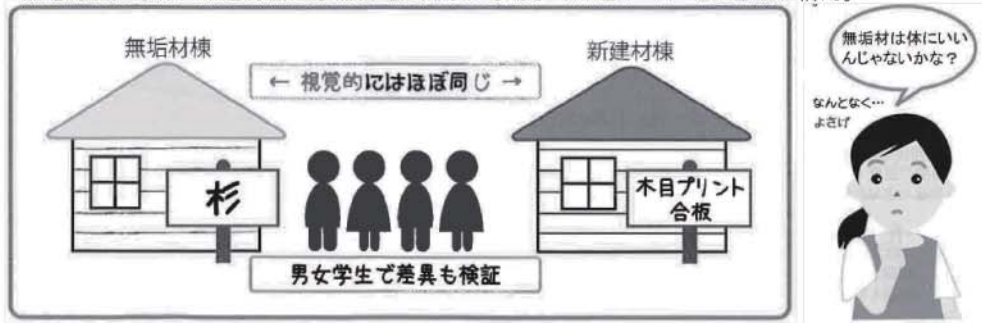 無垢材棟
新建材棟
← 視覚的にはほぼ同じ →
杉
木目プリント
合板
男女学生で差異も検証
無垢材は体にいい
んじゃないかな？
なんとなく…
よさげ